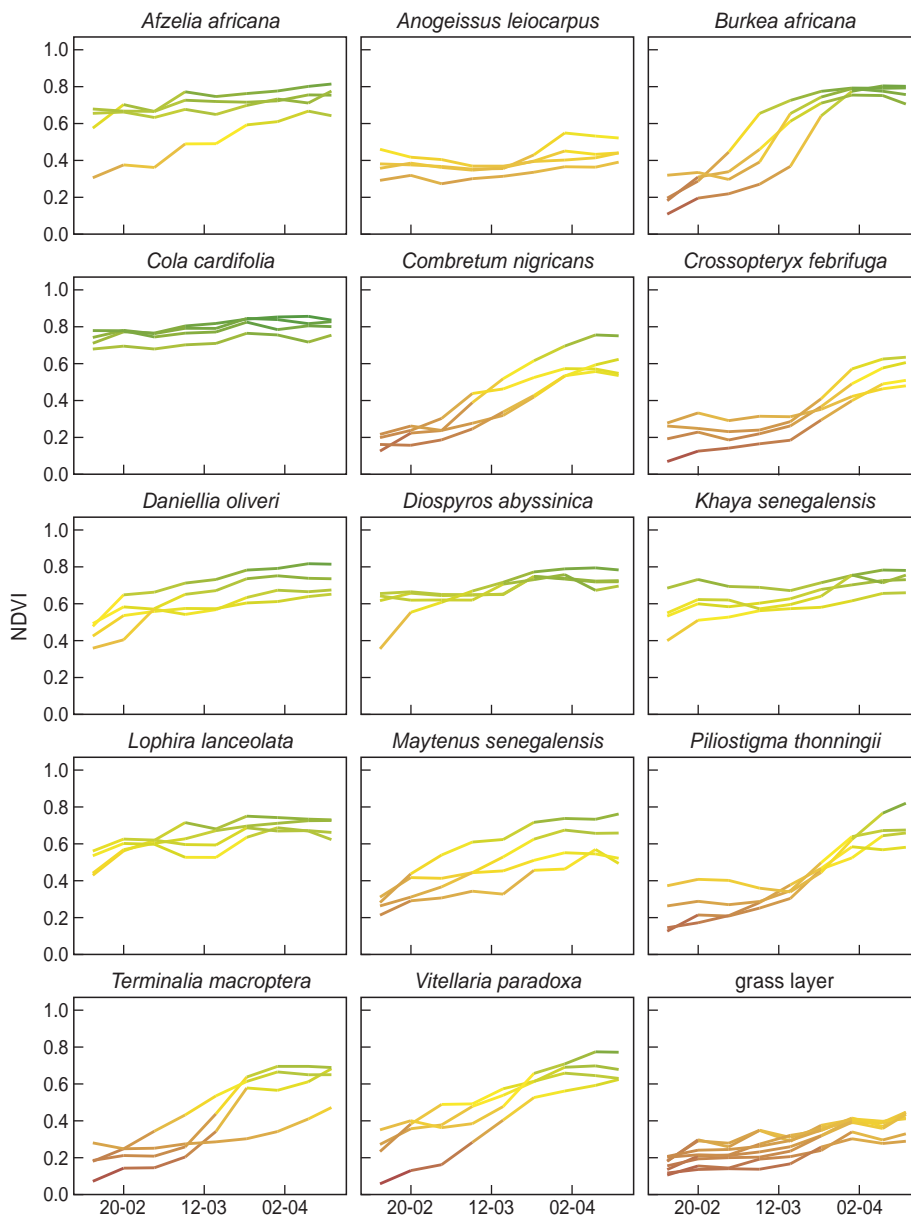 Afzelia africana
Anogeissus leiocarpus
Burkea africana
1.0
0.8
0.6
0.4
0.2
0.0
Cola cardifolia
Combretum nigricans
Crossopteryx febrifuga
1.0
0.8
0.6
0.4
0.2
0.0
Daniellia oliveri
Diospyros abyssinica
Khaya senegalensis
1.0
0.8
0.6
0.4
0.2
0.0
NDVI
Lophira lanceolata
Maytenus senegalensis
Piliostigma thonningii
1.0
0.8
0.6
0.4
0.2
0.0
Terminalia macroptera
Vitellaria paradoxa
grass layer
1.0
0.8
0.6
0.4
0.2
0.0
20-02 12-03 02-04
20-02 12-03 02-04
20-02 12-03 02-04